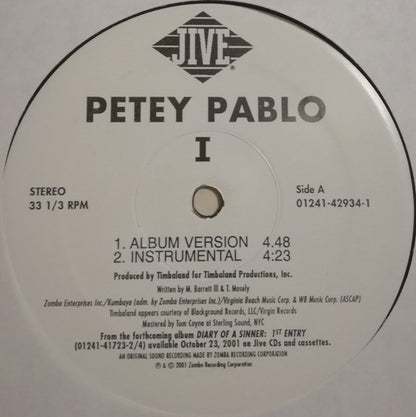 JIVE®
PETEY PABLO
I
STEREO
33 1/3 RPM
Side A
01241-42934-1
1. ALBUM VERSION 4.48
2. INSTRUMENTAL 4:23
Produced by Timbaland for Timbaland Productions, Inc.
Written by M. Barrett III & T. Mosely
Zomba Enterprises Inc./Kumbaya (adm. by Zomba Enterprises Inc.)/Virginia Beach Music Corp. & WB Music Corp. (ASCAP)
Timbaland appears courtesy of Blackground Records, LLC/Virgin Records
Mastered by Tom Coyne at Sterling Sound, NYC
From the forthcoming album DIARY OF A SINNER: 1ST ENTRY
(01241-41723-2/4) available October 23, 2001 on Jive CDs and cassettes.
AN ORIGINAL SOUND RECORDING MADE BY ZOMBA RECORDING CORPORATION
℗ & © 2001 Zomba Recording Corporation